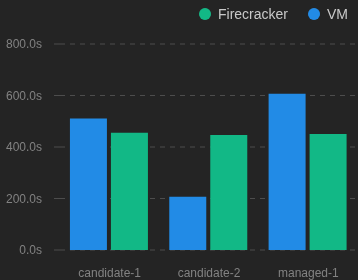 Firecracker VM
800.0s
600.0s
400.0s
200.0s
0.0s
candidate-1 candidate-2 managed-1